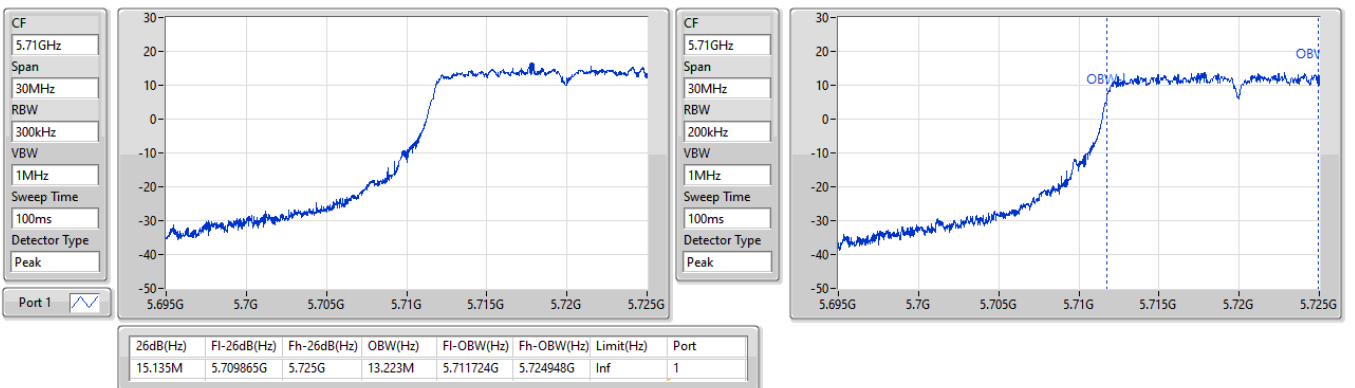 CF
5.71GHz
Span
30MHz
RBW
300kHz
VBW
1MHz
Sweep Time
100ms
Detector Type
Peak
Port 1
30
20
10
0
-10
-20
-30
-40
-50
5.695G 5.7G 5.705G 5.71G 5.715G 5.72G 5.725G
CF
5.71GHz
Span
30MHz
RBW
200kHz
VBW
1MHz
Sweep Time
100ms
Detector Type
Peak
30
20
10
0
-10
-20
-30
-40
-50
5.695G 5.7G 5.705G 5.71G 5.715G 5.72G 5.725G
26dB(Hz) Fl-26dB(Hz) Fh-26dB(Hz) OBW(Hz) Fl-OBW(Hz) Fh-OBW(Hz) Limit(Hz) Port
15.135M 5.709865G 5.725G 13.223M 5.711724G 5.724948G Inf 1